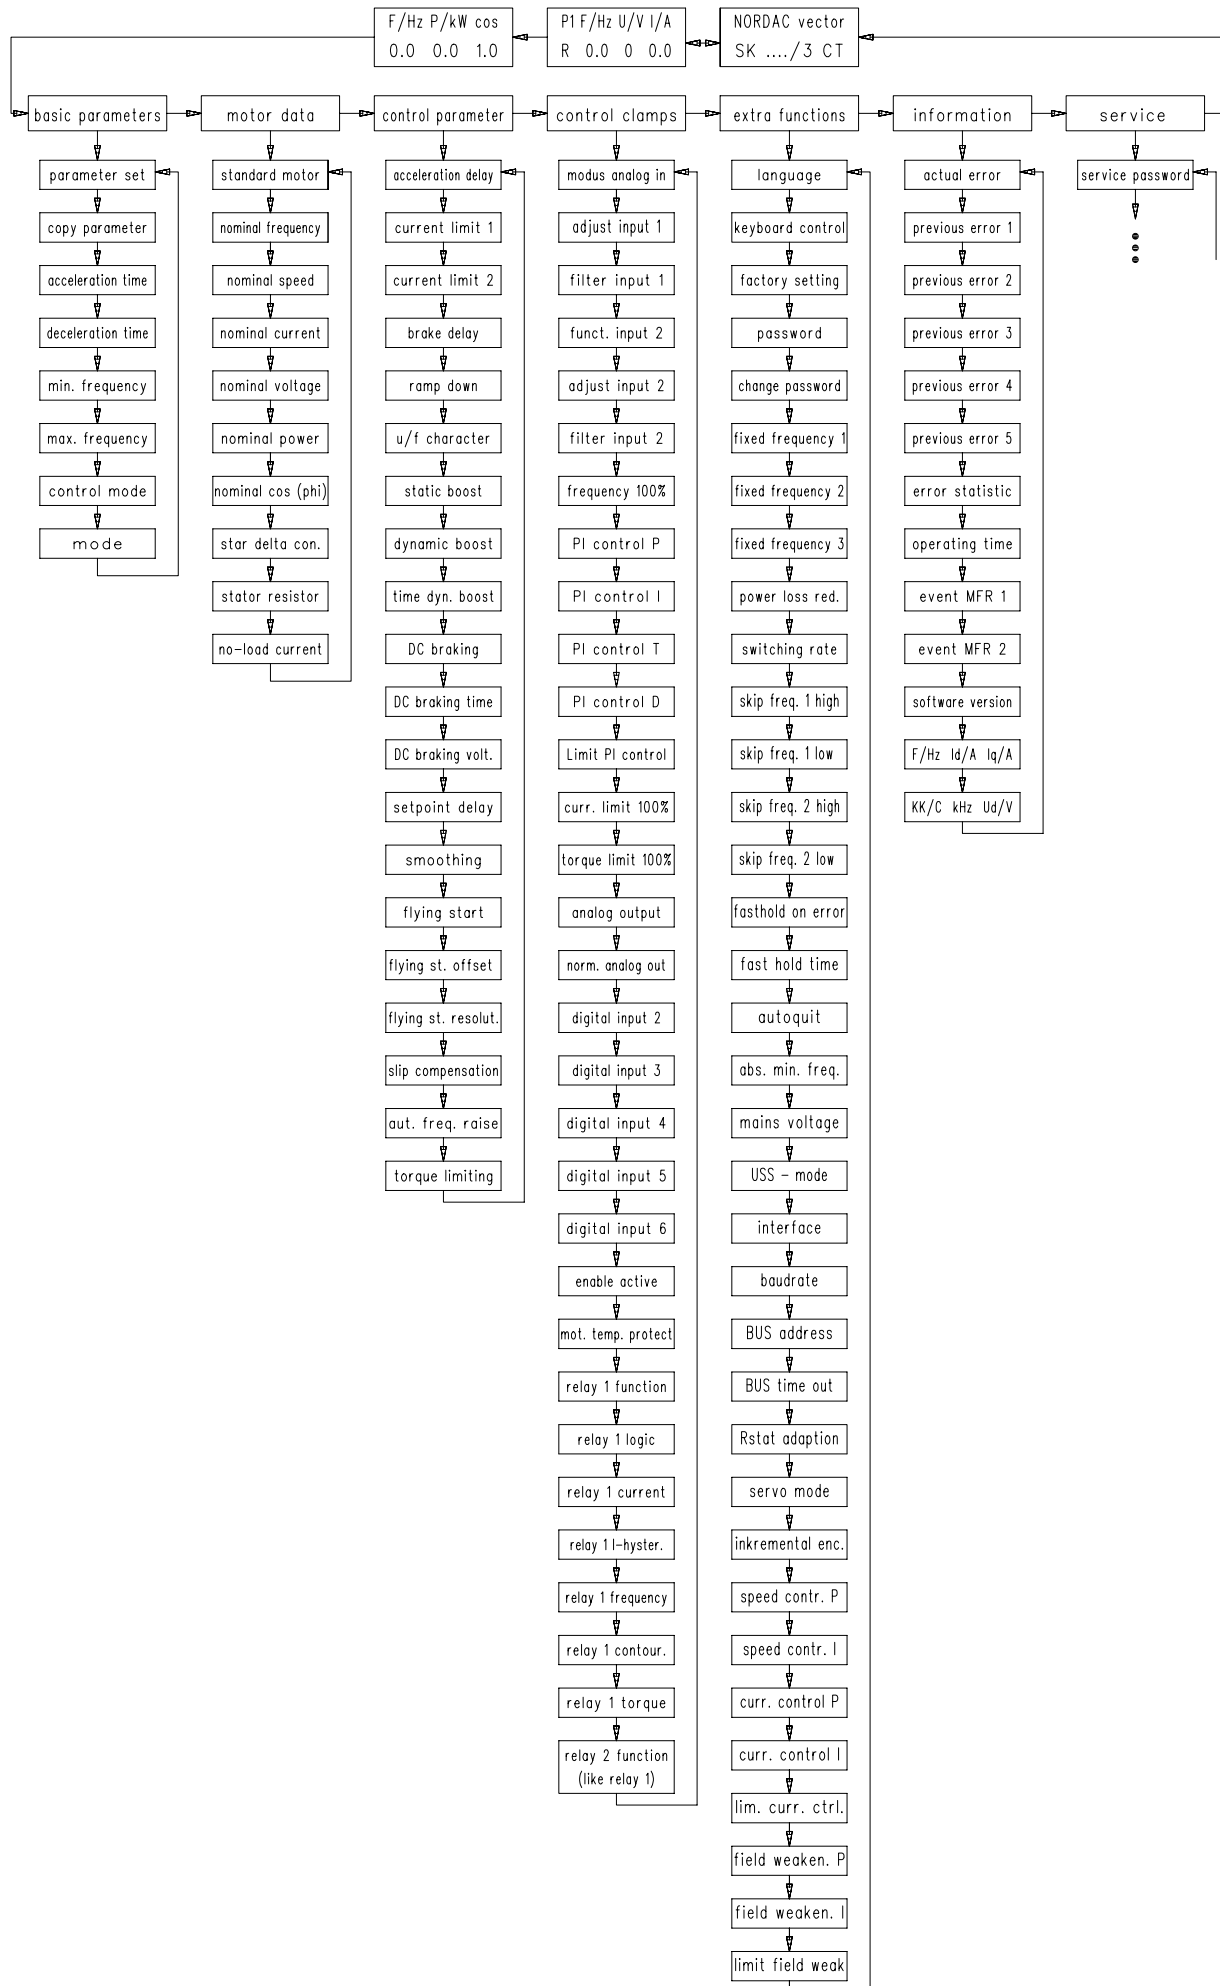 F/Hz P/kW cos
0.0 0.0 1.0
P1 F/Hz U/V I/A
R 0.0 0 0.0
NORDAC vector
SK ..../3 CT
basic parameters
motor data
control parameter
control clamps
extra functions
information
service
parameter set
copy parameter
acceleration time
deceleration time
min. frequency
max. frequency
control mode
mode
standard motor
nominal frequency
nominal speed
nominal current
nominal voltage
nominal power
nominal cos (phi)
star delta con.
stator resistor
no-load current
acceleration delay
current limit 1
current limit 2
brake delay
ramp down
u/f character
static boost
dynamic boost
time dyn. boost
DC braking
DC braking time
DC braking volt.
setpoint delay
smoothing
flying start
flying st. offset
flying st. resolut.
slip compensation
aut. freq. raise
torque limiting
modus analog in
adjust input 1
filter input 1
funct. input 2
adjust input 2
filter input 2
frequency 100%
PI control P
PI control I
PI control T
PI control D
Limit PI control
curr. limit 100%
torque limit 100%
analog output
norm. analog out
digital input 2
digital input 3
digital input 4
digital input 5
digital input 6
enable active
mot. temp. protect
relay 1 function
relay 1 logic
relay 1 current
relay 1 I-hyster.
relay 1 frequency
relay 1 contour.
relay 1 torque
relay 2 function
(like relay 1)
language
keyboard control
factory setting
password
change password
fixed frequency 1
fixed frequency 2
fixed frequency 3
power loss red.
switching rate
skip freq. 1 high
skip freq. 1 low
skip freq. 2 high
skip freq. 2 low
fasthold on error
fast hold time
autoquit
abs. min. freq.
mains voltage
USS - mode
interface
baudrate
BUS address
BUS time out
Rstat adaption
servo mode
inkremental enc.
speed contr. P
speed contr. I
curr. control P
curr. control I
lim. curr. ctrl.
field weaken. P
field weaken. I
limit field weak
actual error
previous error 1
previous error 2
previous error 3
previous error 4
previous error 5
error statistic
operating time
event MFR 1
event MFR 2
software version
F/Hz Id/A Iq/A
KK/C kHz Ud/V
service password